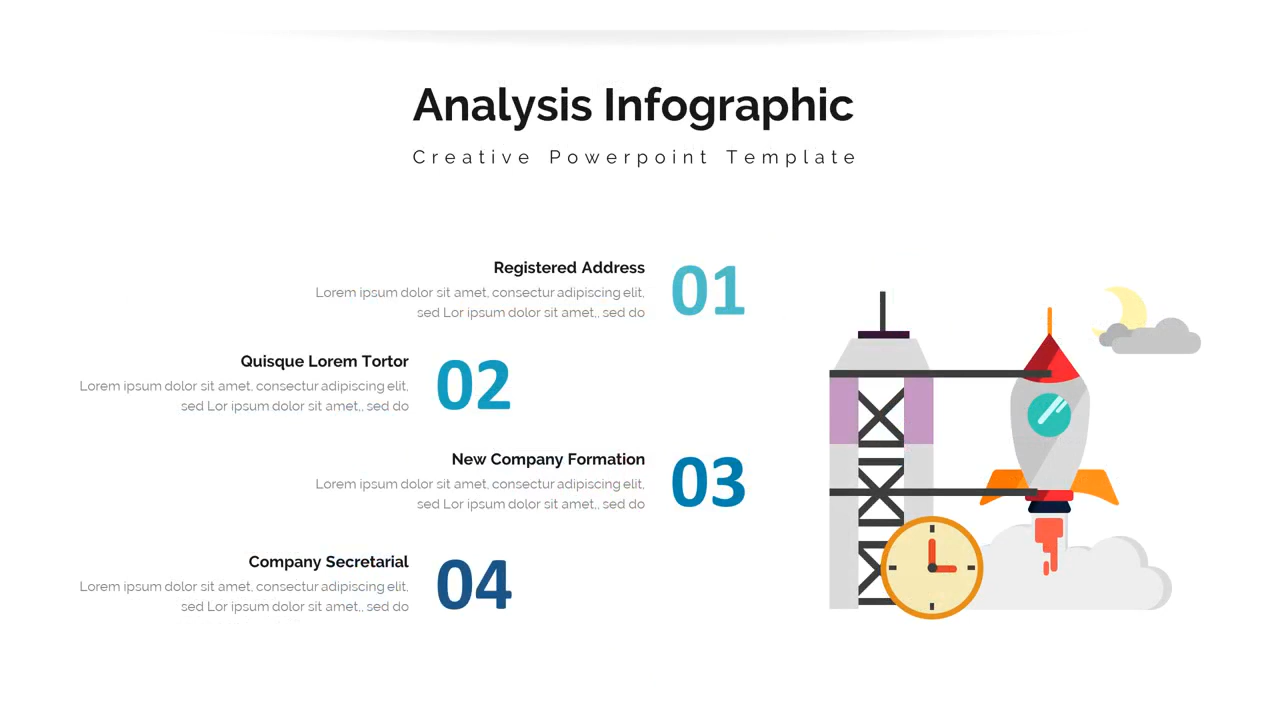 Analysis Infographic
Creative Powerpoint Template
Registered Address
01
Lorem ipsum dolor sit amet, consectur adipiscing elit,
sed Lor ipsum dolor sit amet,, sed do
Quisque Lorem Tortor
02
Lorem ipsum dolor sit amet, consectur adipiscing elit,
sed Lor ipsum dolor sit amet,, sed do
New Company Formation
03
Lorem ipsum dolor sit amet, consectur adipiscing elit,
sed Lor ipsum dolor sit amet,, sed do
Company Secretarial
04
Lorem ipsum dolor sit amet, consectur adipiscing elit,
sed Lor ipsum dolor sit amet,, sed do